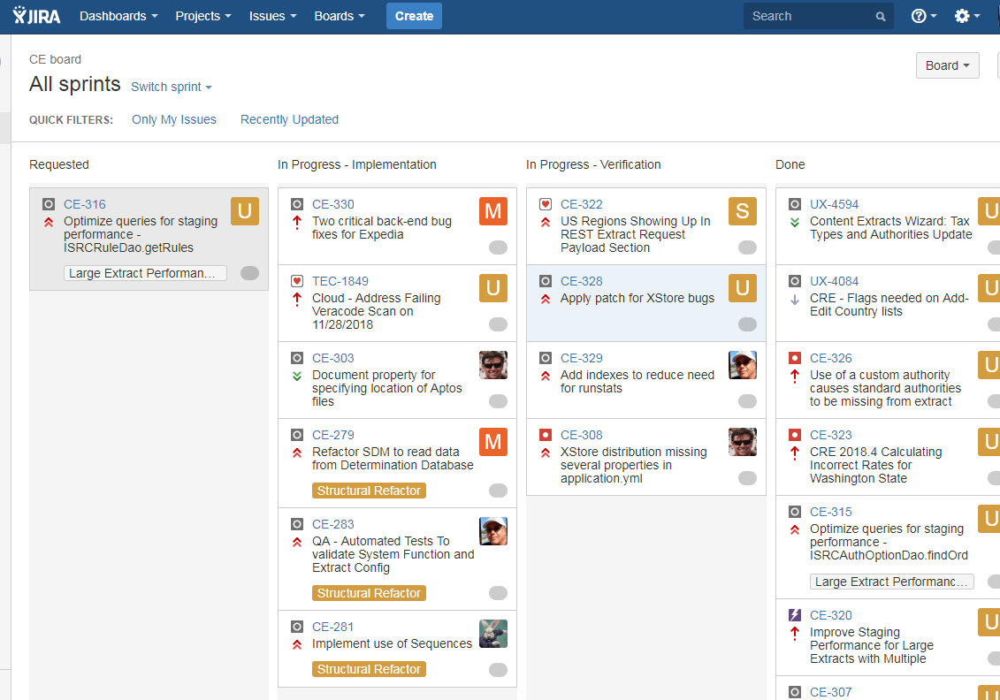 JIRA Dashboards Projects Issues Boards Create Search
CE board
All sprints Switch sprint
Board
QUICK FILTERS: Only My Issues Recently Updated
Requested
CE-316
U
Optimize queries for staging
performance -
ISRCRuleDao.getRules
Large Extract Performan...
In Progress - Implementation
CE-330
M
Two critical back-end bug
fixes for Expedia
TEC-1849
U
Cloud - Address Failing
Veracode Scan on
11/28/2018
CE-303
Document property for
specifying location of Aptos
files
CE-279
M
Refactor SDM to read data
from Determination Database
Structural Refactor
CE-283
QA - Automated Tests To
validate System Function and
Extract Config
Structural Refactor
CE-281
Implement use of Sequences
Structural Refactor
In Progress - Verification
CE-322
S
US Regions Showing Up In
REST Extract Request
Payload Section
CE-328
U
Apply patch for XStore bugs
CE-329
Add indexes to reduce need
for runstats
CE-308
XStore distribution missing
several properties in
application.yml
Done
UX-4594
U
Content Extracts Wizard: Tax
Types and Authorities Update
UX-4084
U
CRE - Flags needed on Add-
Edit Country lists
CE-326
U
Use of a custom authority
causes standard authorities
to be missing from extract
CE-323
U
CRE 2018.4 Calculating
Incorrect Rates for
Washington State
CE-315
U
Optimize queries for staging
performance -
ISRCAuthOptionDao.findOrd
Large Extract Performanc...
CE-320
U
Improve Staging
Performance for Large
Extracts with Multiple
CE-307
U